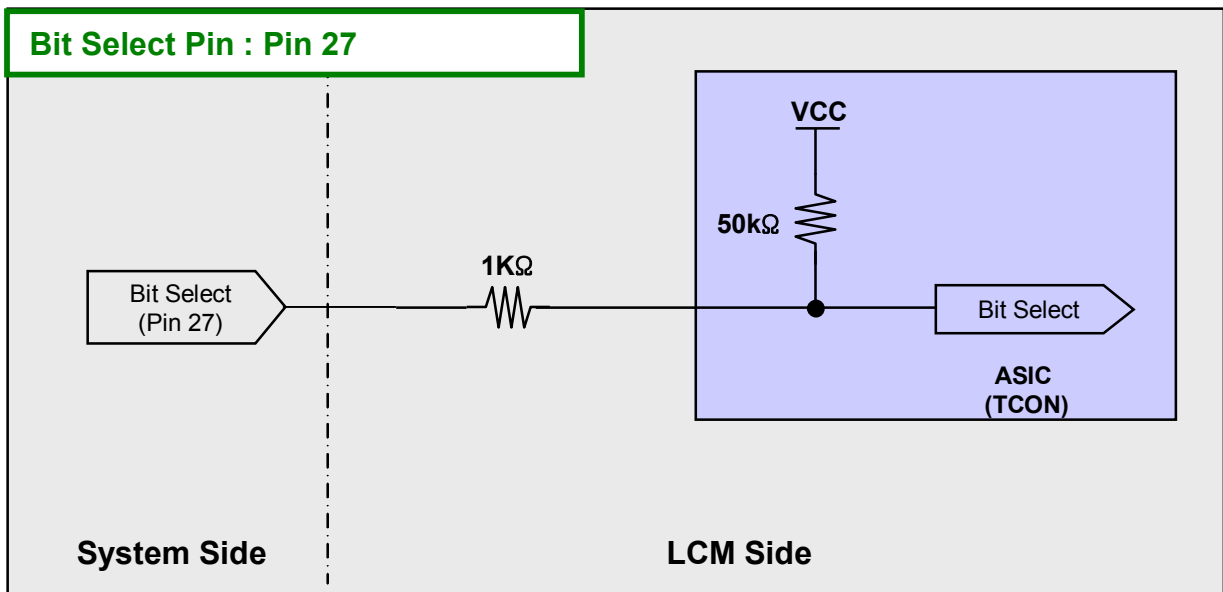 Bit Select Pin : Pin 27
VCC
50kΩ
1KΩ
Bit Select
(Pin 27)
Bit Select
ASIC
(TCON)
System Side
LCM Side